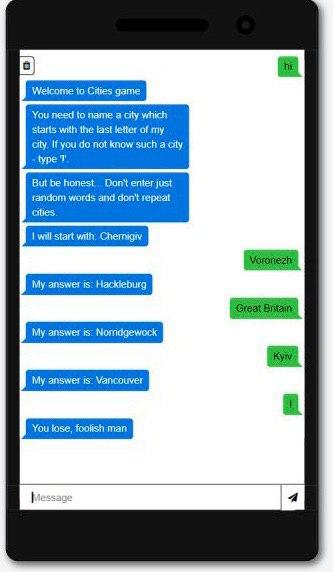 hi
Welcome to Cities game
You need to name a city which
starts with the last letter of my
city. If you do not know such a city
- type 'l'.
But be honest... Don't enter just
random words and don't repeat
cities.
I will start with: Chernigiv
Voronezh
My answer is: Hackleburg
Great Britain
My answer is: Norridgewock
Kyiv
My answer is: Vancouver
l
You lose, foolish man
Message